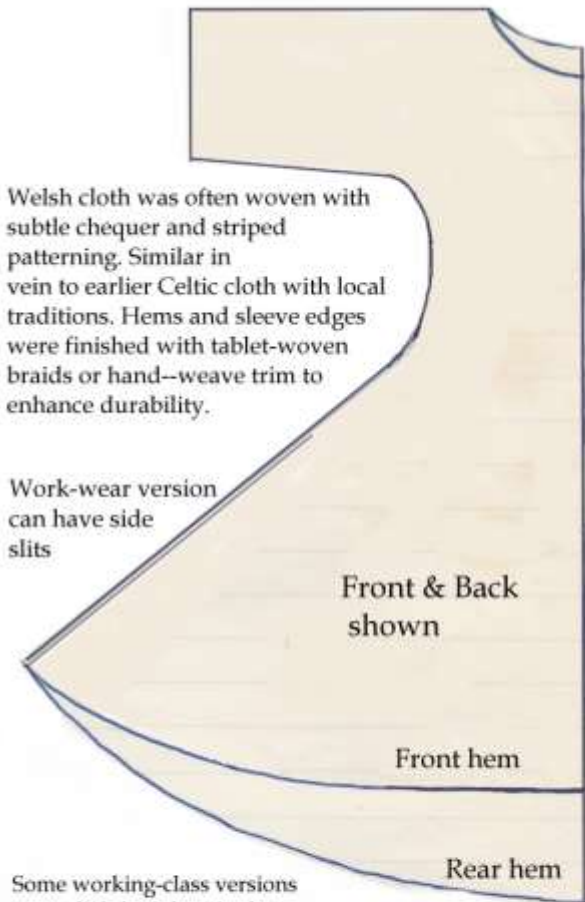 Welsh cloth was often woven with
subtle chequer and striped
patterning. Similar in
vein to earlier Celtic cloth with local
traditions. Hems and sleeve edges
were finished with tablet-woven
braids or hand--weave trim to
enhance durability.
Work-wear version
can have side
slits
Front & Back
shown
Front hem
Rear hem
Some working-class versions